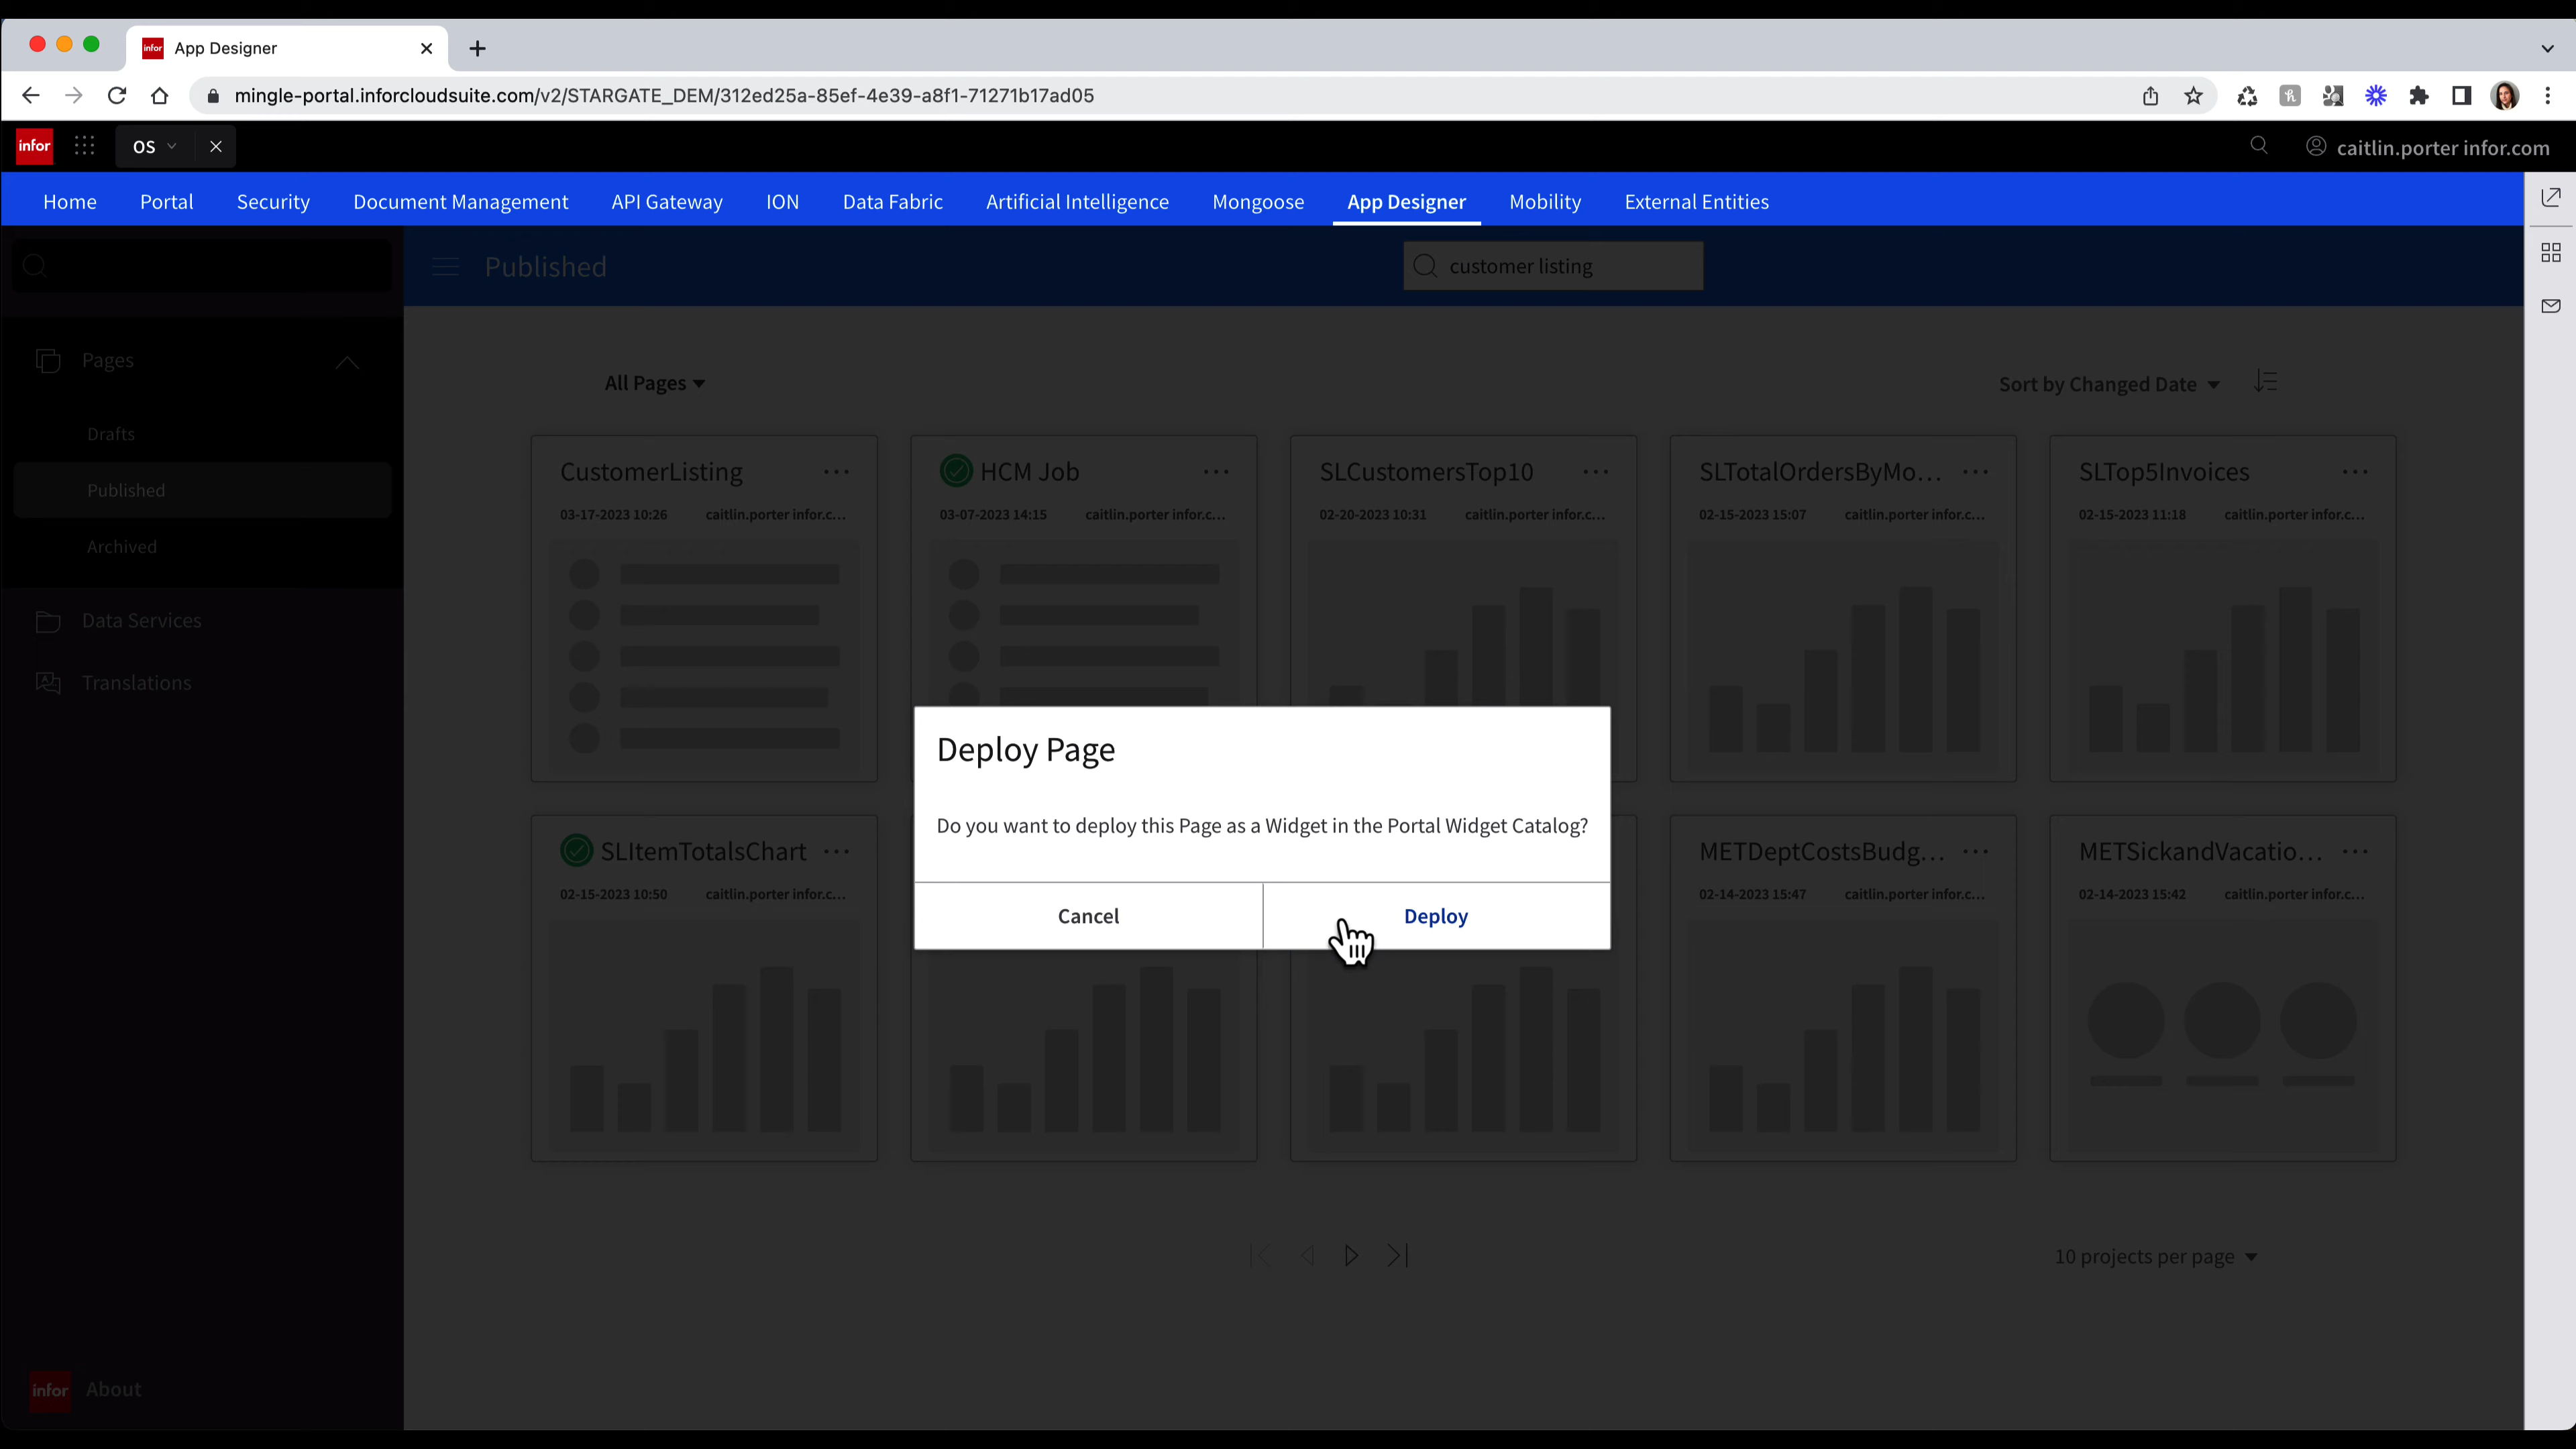 infor App Designer
mingle-portal.inforcloudsuite.com/v2/STARGATE_DEM/312ed25a-85ef-4e39-a8f1-71271b17ad05
infor OS caitlin.porter infor.com
Home Portal Security Document Management API Gateway ION Data Fabric Artificial Intelligence Mongoose App Designer Mobility External Entities
Published customer listing
Pages
Drafts
Published
Archived
Data Services
Translations
All Pages Sort by Changed Date
CustomerListing ... HCM Job ... SLCustomersTop10 ... SLTotalOrdersByMo... ... SLTop5Invoices ...
03-17-2023 10:26 caitlin.porter infor.c... 03-07-2023 14:15 caitlin.porter infor.c... 02-20-2023 10:31 caitlin.porter infor.c... 02-15-2023 15:07 caitlin.porter infor.c... 02-15-2023 11:18 caitlin.porter infor.c...
Deploy Page
Do you want to deploy this Page as a Widget in the Portal Widget Catalog?
Cancel Deploy
SLItemTotalsChart ... METDeptCostsBudg... ... METSickandVacatio... ...
02-15-2023 10:50 caitlin.porter infor.c... 02-14-2023 15:47 caitlin.porter infor.c... 02-14-2023 15:42 caitlin.porter infor.c...
10 projects per page
infor About